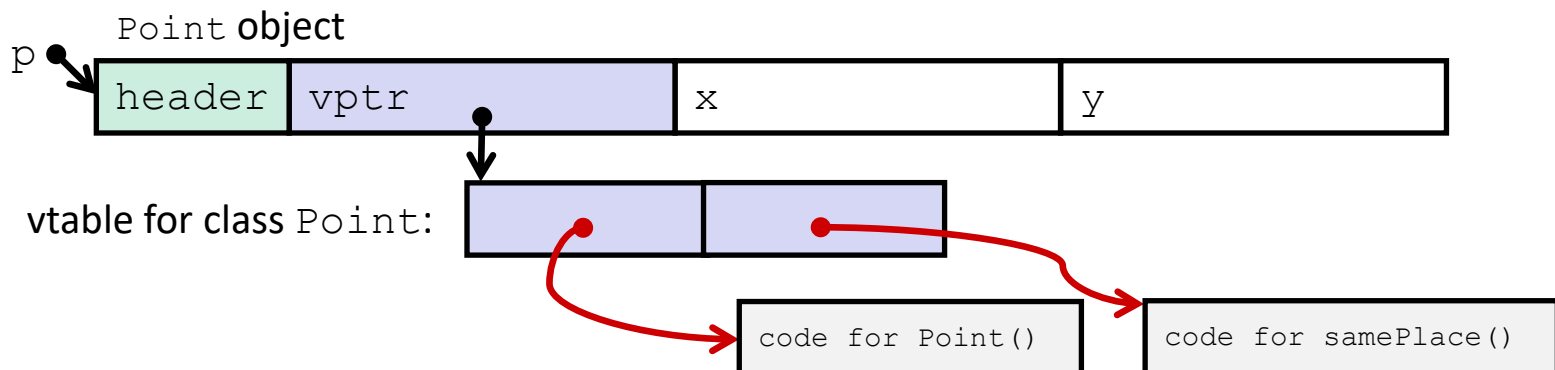 Point object
p
header vptr x y
vtable for class Point:
code for Point()
code for samePlace()